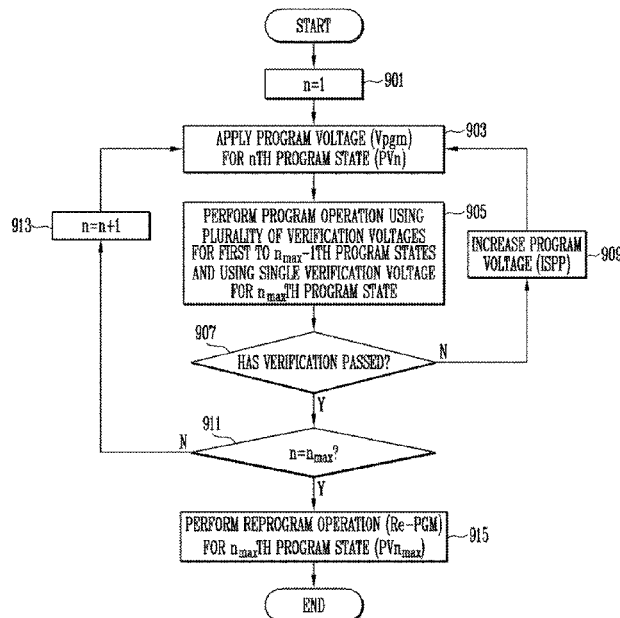 START
n=1
901
APPLY PROGRAM VOLTAGE (Vpgm)
FOR nTH PROGRAM STATE (PVn)
903
913
n=n+1
PERFORM PROGRAM OPERATION USING
PLURALITY OF VERIFICATION VOLTAGES
FOR FIRST TO nmax-1TH PROGRAM STATES
AND USING SINGLE VERIFICATION VOLTAGE
FOR nmaxTH PROGRAM STATE
905
INCREASE PROGRAM
VOLTAGE (ISPP)
909
907
HAS VERIFICATION PASSED?
N
Y
911
N
n=nmax?
Y
PERFORM REPROGRAM OPERATION (Re-PGM)
FOR nmaxTH PROGRAM STATE (PVnmax)
915
END